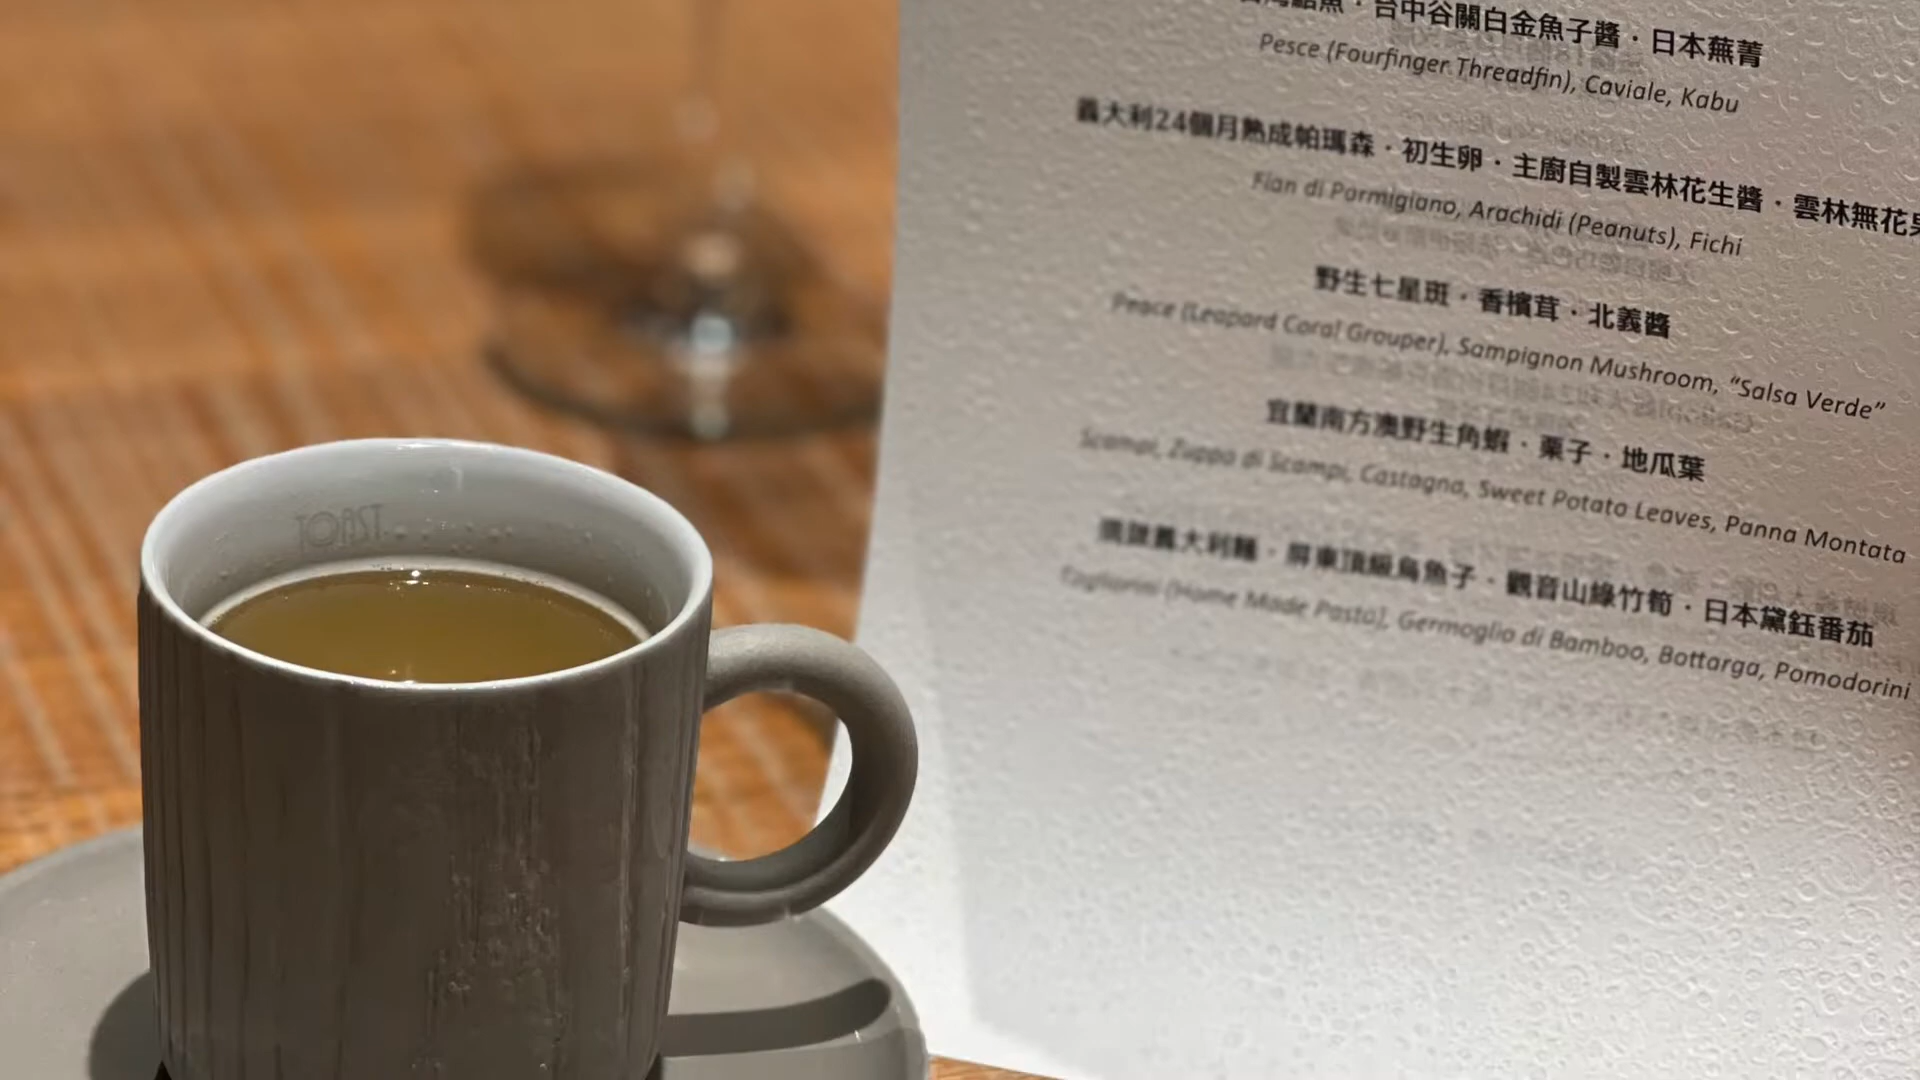 台中谷關白金魚子醬·日本蕪菁
Pesce (Fourfinger Threadfin), Caviale, Kabu
義大利24個月熟成帕瑪森·初生卵·主廚自製雲林花生醬·雲林無花
Flan di Parmigiano, Arachidi (Peanuts), Fichi
野生七星斑·香檳茸·北義醬
Pesce (Leopard Coral Grouper), Sampignon Mushroom, “Salsa Verde”
宜蘭南方澳野生角蝦·栗子·地瓜葉
Scampi, Zuppa di Scampi, Castagna, Sweet Potato Leaves, Panna Montata
義大利麵·屏東頂級烏魚子·觀音山綠竹筍·日本黛鈺番茄
(Home Made Pasta), Germoglio di Bamboo, Bottarga, Pomodorini